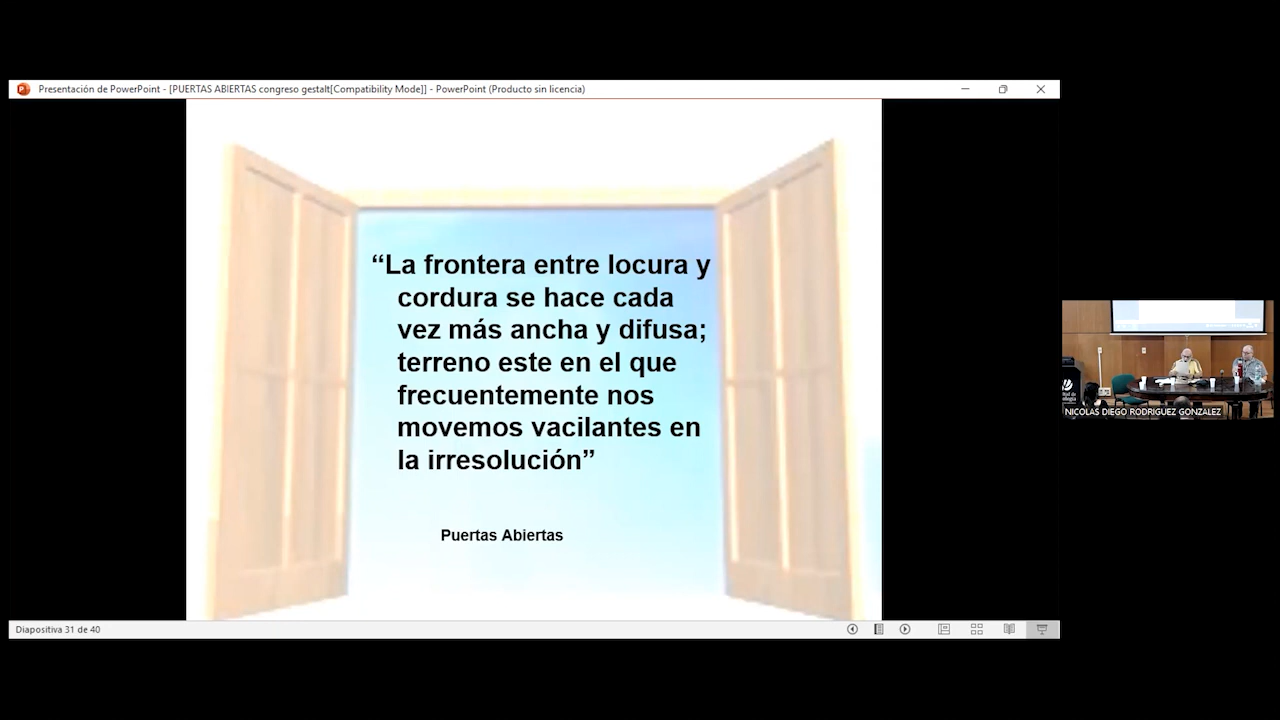 Presentación de PowerPoint - [PUERTAS ABIERTAS congreso gestalt[Compatibility Mode]] - PowerPoint (Producto sin licencia)
“La frontera entre locura y
cordura se hace cada
vez más ancha y difusa;
terreno este en el que
frecuentemente nos
movemos vacilantes en
la irresolución”
Puertas Abiertas
NICOLAS DIEGO RODRIGUEZ GONZALEZ
Diapositiva 31 de 40